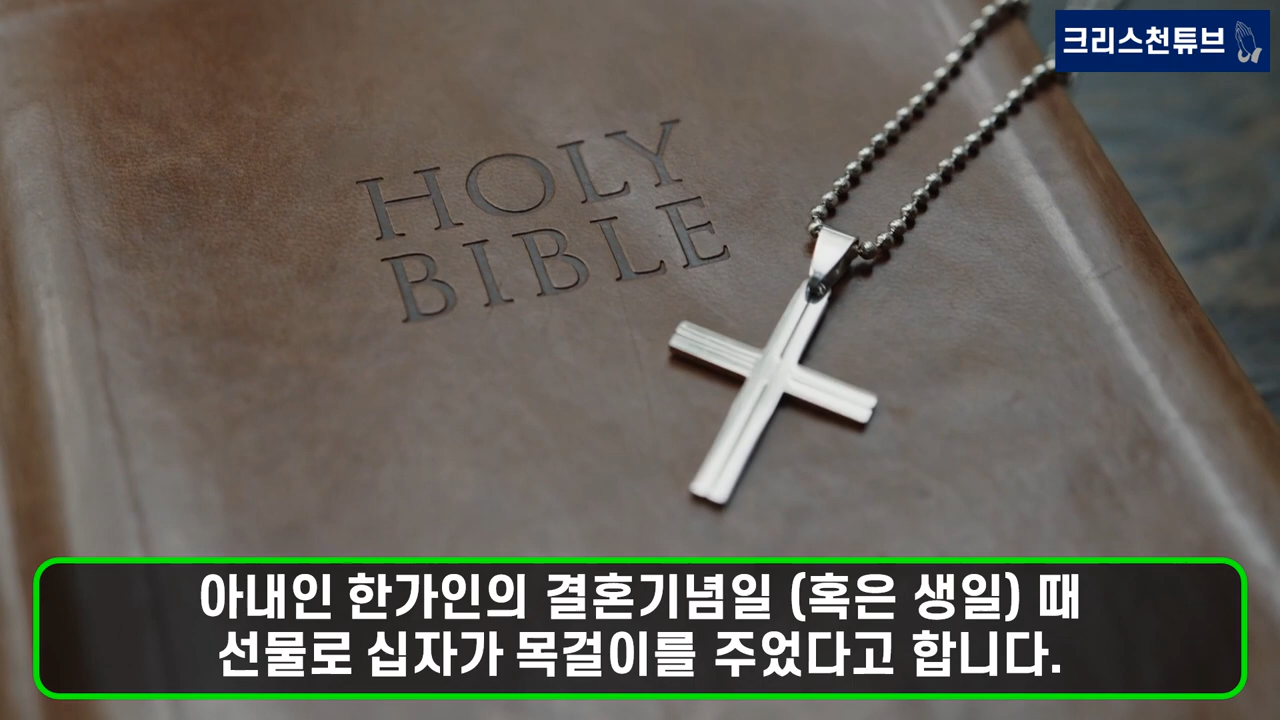 크리스천튜브
HOLY
BIBLE
아내인 한가인의 결혼기념일 (혹은 생일) 때
선물로 십자가 목걸이를 주었다고 합니다.